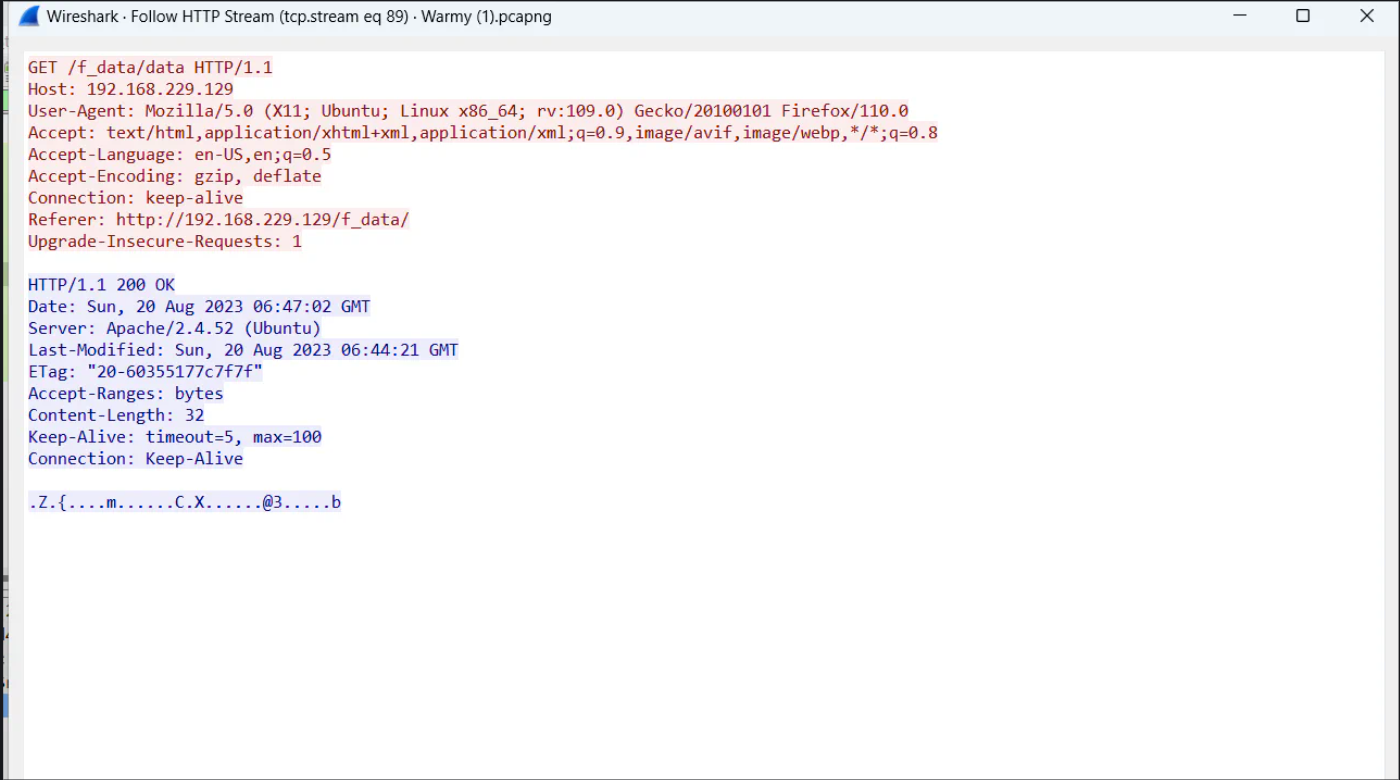 Wireshark · Follow HTTP Stream (tcp.stream eq 89) · Warmy (1).pcapng
GET /f_data/data HTTP/1.1
Host: 192.168.229.129
User-Agent: Mozilla/5.0 (X11; Ubuntu; Linux x86_64; rv:109.0) Gecko/20100101 Firefox/110.0
Accept: text/html,application/xhtml+xml,application/xml;q=0.9,image/avif,image/webp,*/*;q=0.8
Accept-Language: en-US,en;q=0.5
Accept-Encoding: gzip, deflate
Connection: keep-alive
Referer: http://192.168.229.129/f_data/
Upgrade-Insecure-Requests: 1
HTTP/1.1 200 OK
Date: Sun, 20 Aug 2023 06:47:02 GMT
Server: Apache/2.4.52 (Ubuntu)
Last-Modified: Sun, 20 Aug 2023 06:44:21 GMT
ETag: "20-60355177c7f7f"
Accept-Ranges: bytes
Content-Length: 32
Keep-Alive: timeout=5, max=100
Connection: Keep-Alive
.Z.{....m......C.X......@3.....b